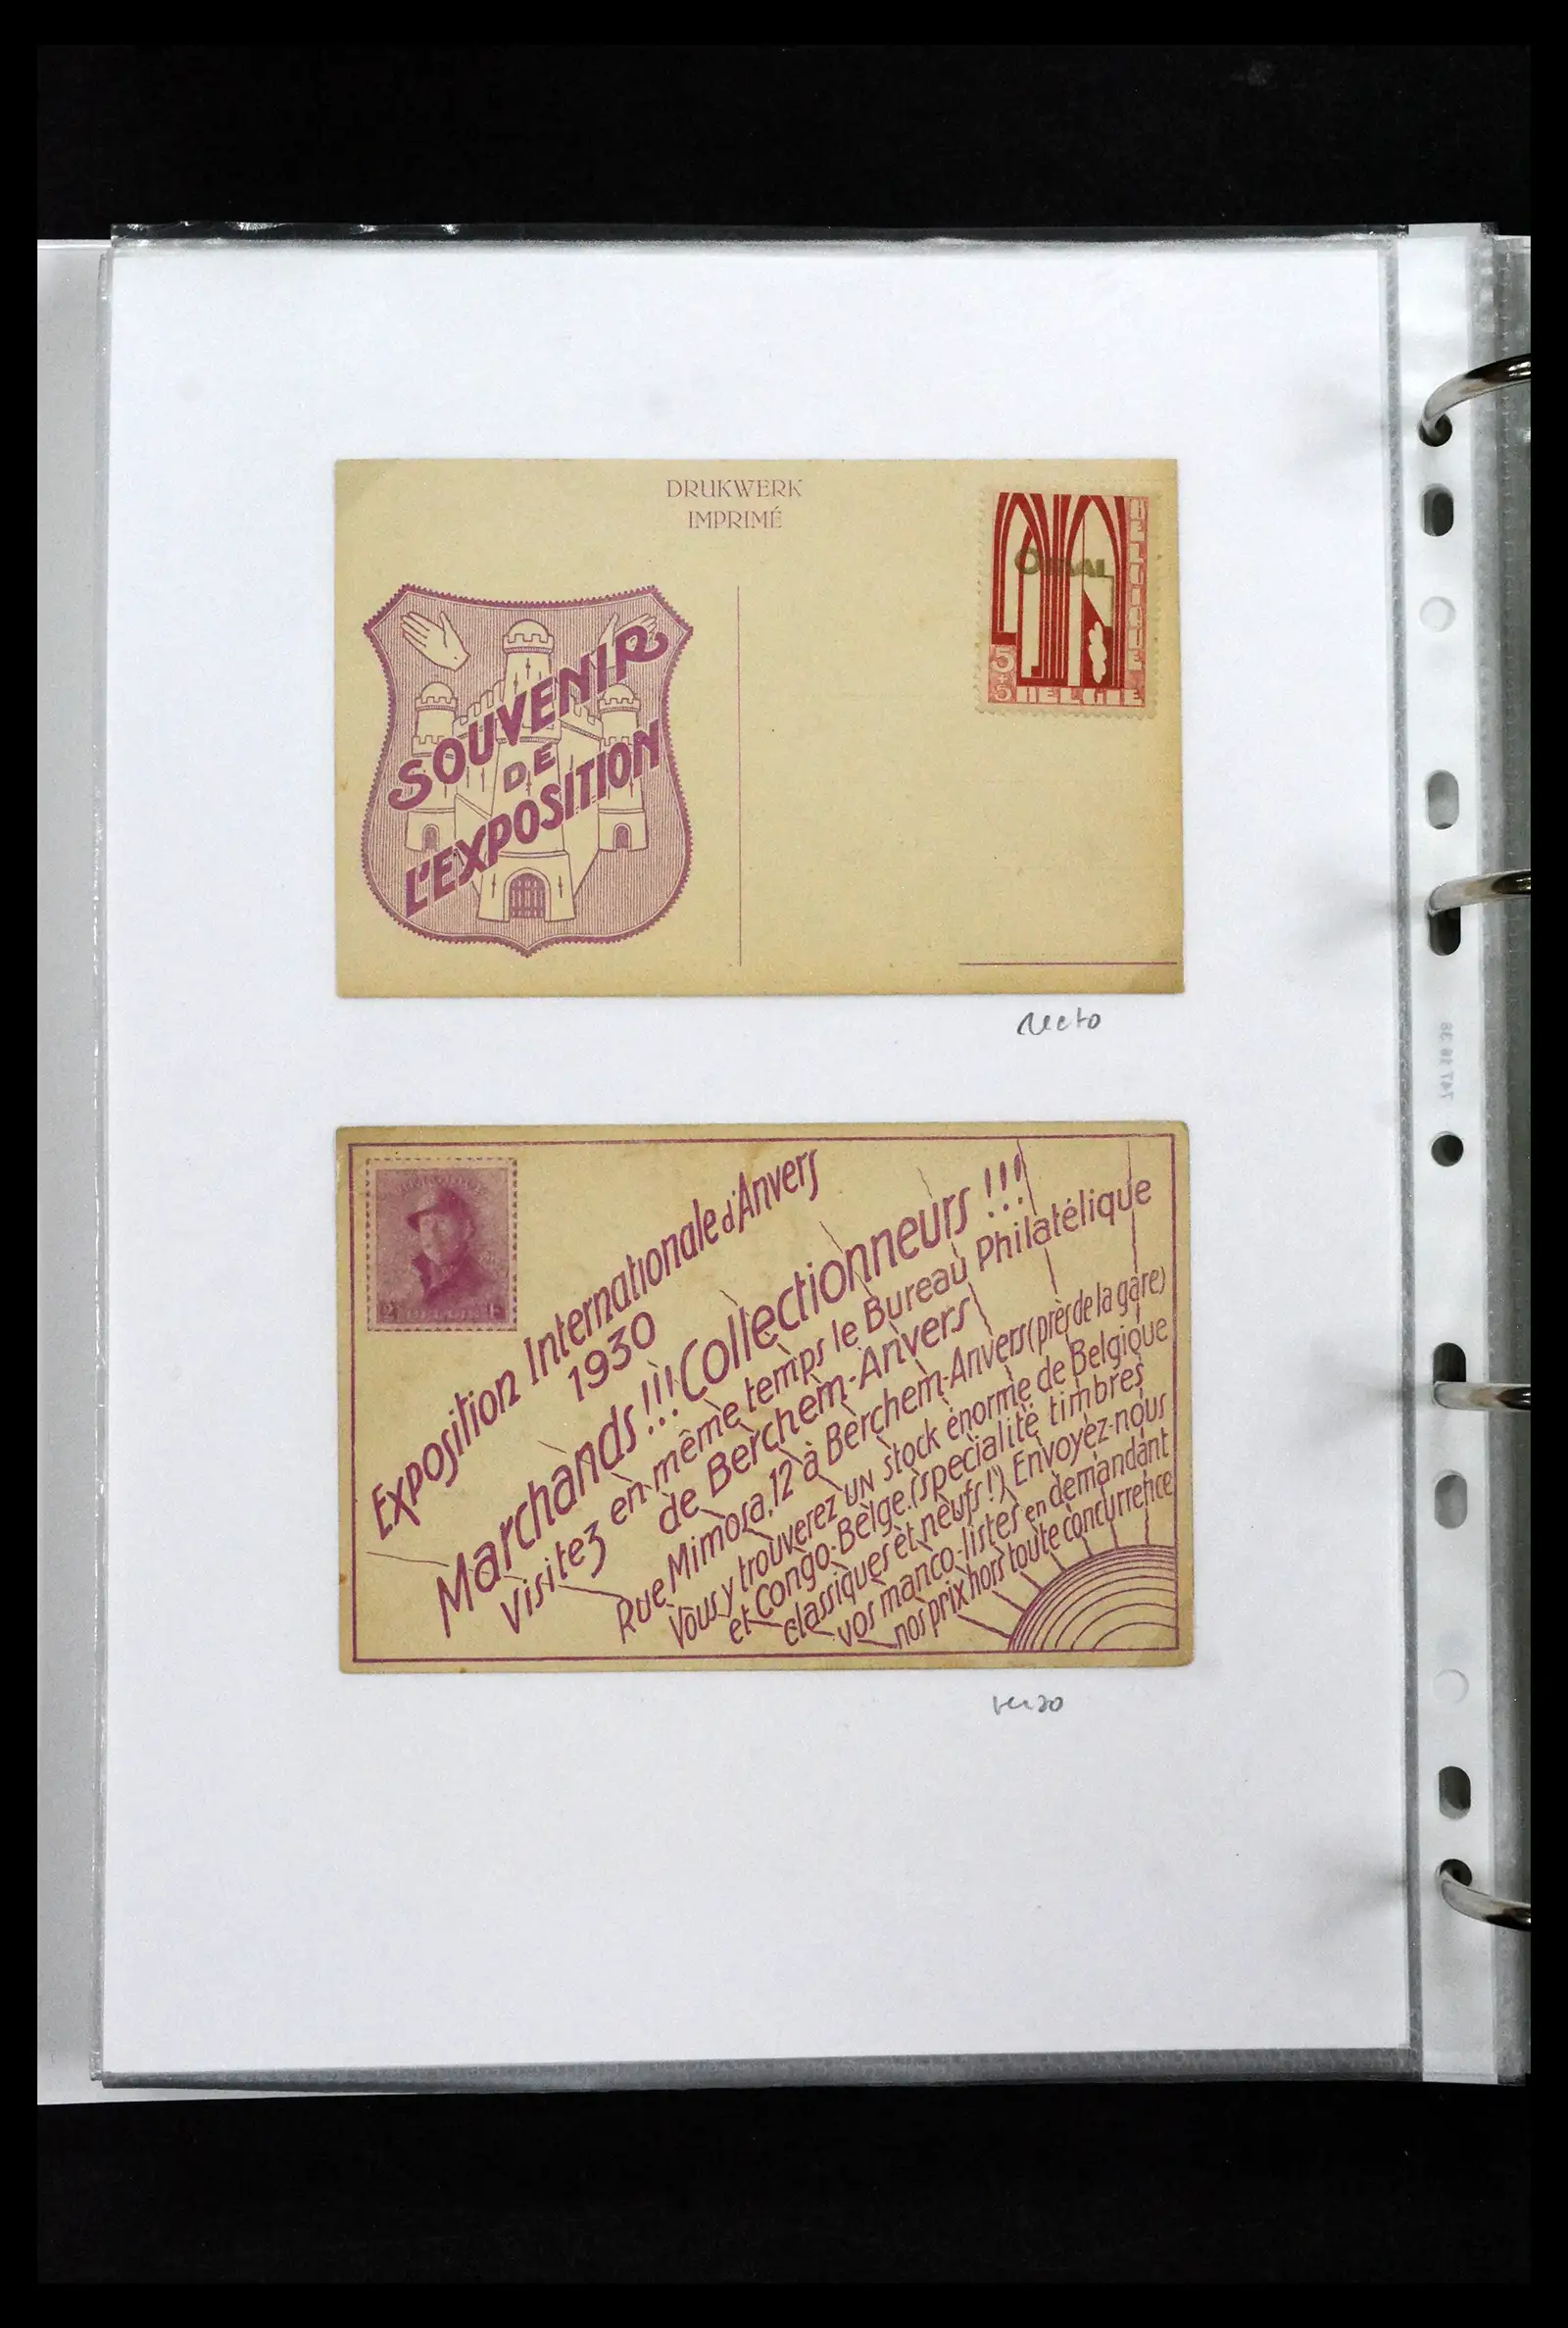 DRUKWERK
IMPRIMÉ
SOUVENIR
DE
L'EXPOSITION
BELGIQUE
5
+5
BELGIE
recto
Exposition Internationale d'Anvers
1930
Marchands!!! Collectionneurs!!!
Visitez en même temps le Bureau Philatélique
de Berchem-Anvers
Rue Mimosa, 12 à Berchem-Anvers (près de la gare)
Vous y trouverez un stock énorme de Belgique
et Congo-Belge. (spécialité timbres
classiques et neufs!) Envoyez-nous
vos manco-listes en demandant
nos prix hors toute concurrence
verso